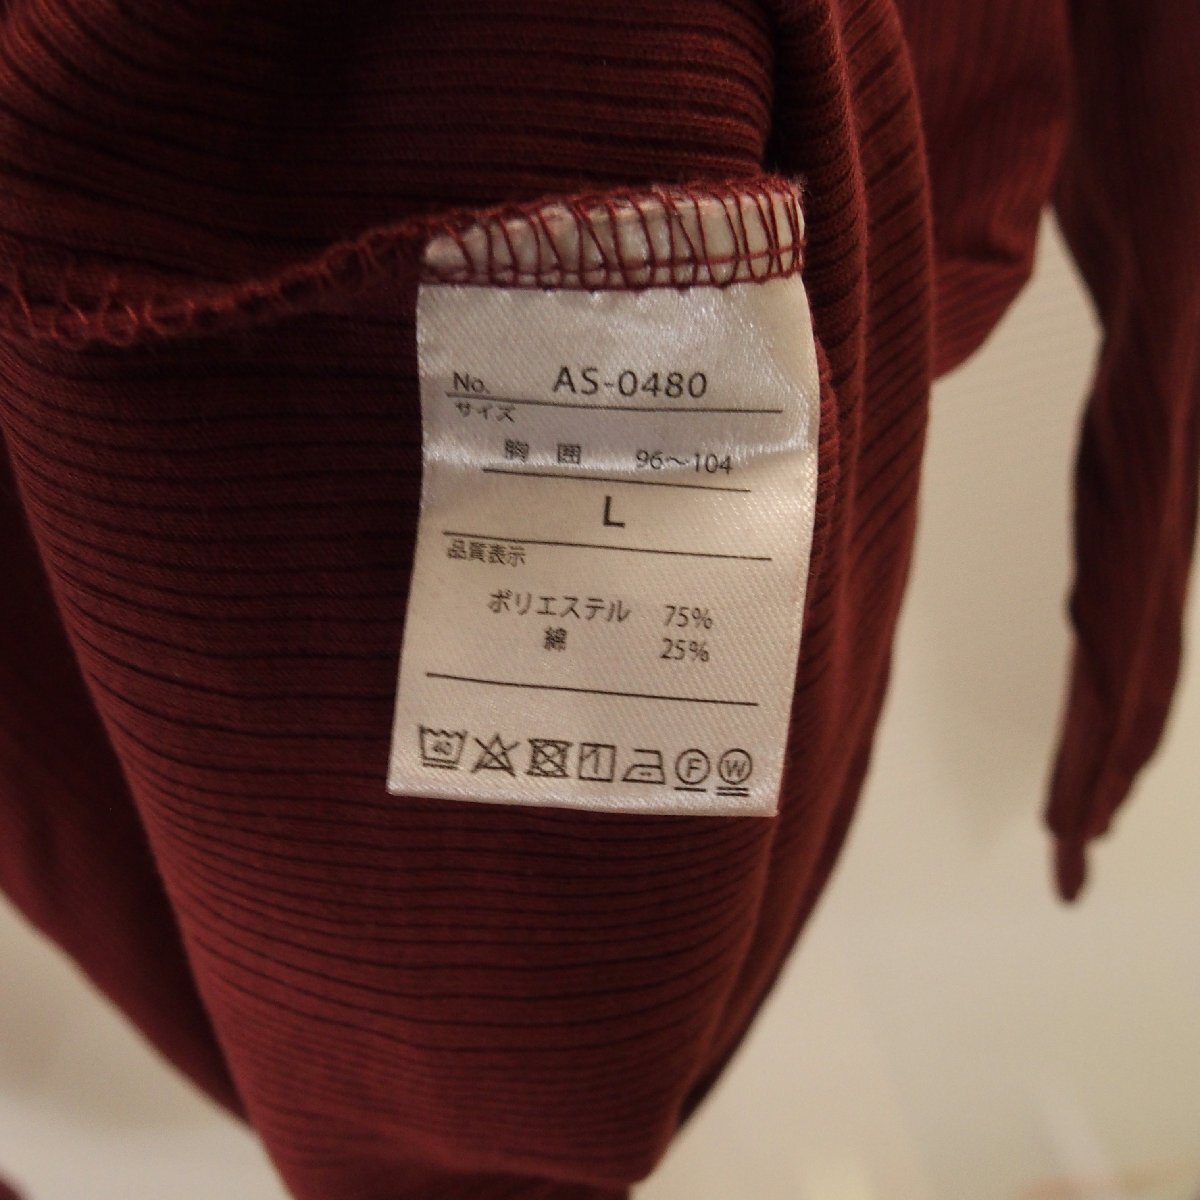 No. AS-0480
サイズ
胸 囲 96～104
L
品質表示
ポリエステル 75%
綿 25%
40 F W